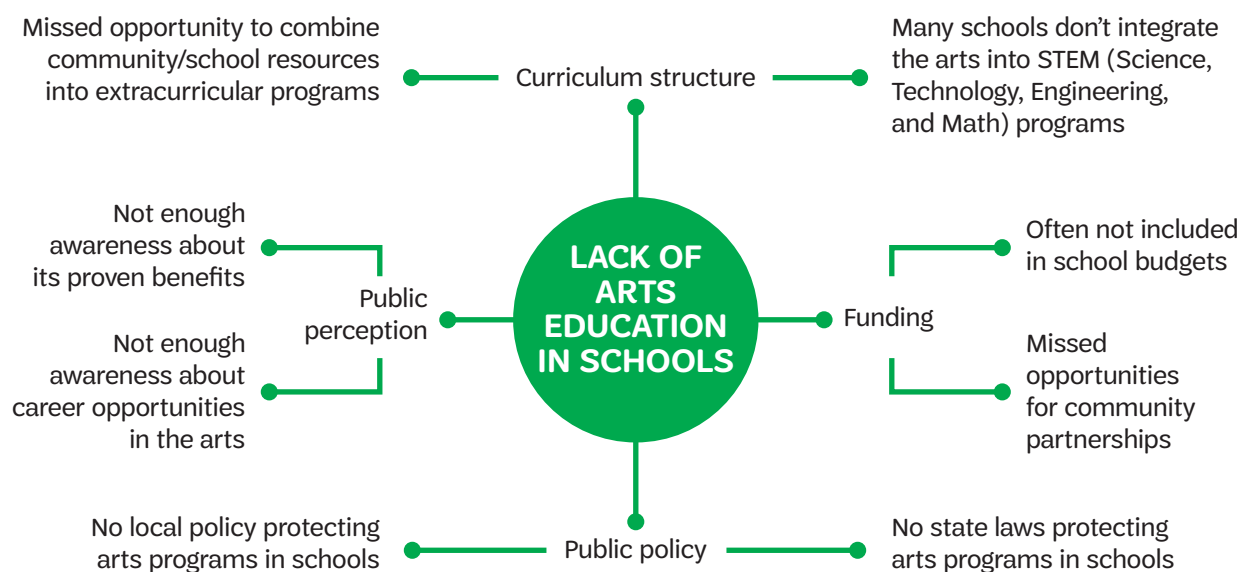 Missed opportunity to combine
community/school resources
into extracurricular programs
Curriculum structure
Many schools don’t integrate
the arts into STEM (Science,
Technology, Engineering,
and Math) programs
Not enough
awareness about
its proven benefits
Public
perception
Not enough
awareness about
career opportunities
in the arts
LACK OF
ARTS
EDUCATION
IN SCHOOLS
Funding
Often not included
in school budgets
Missed
opportunities
for community
partnerships
No local policy protecting
arts programs in schools
Public policy
No state laws protecting
arts programs in schools